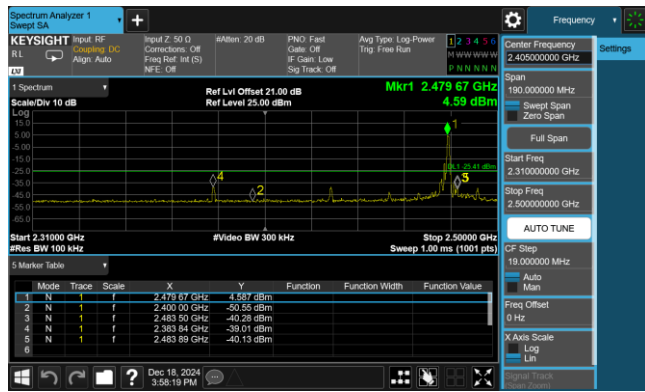 Spectrum Analyzer 1
Swept SA
+
Frequency
KEYSIGHT Input: RF Input Z: 50 Ω #Atten: 20 dB PNO: Fast Avg Type: Log-Power 1 2 3 4 5 6
RL Coupling: DC Corrections: Off Gate: Off Trig: Free Run M W W W W W
Align: Auto Freq Ref: Int (S) IF Gain: Low P N N N N N
NFE: Off Sig Track: Off
LXI
1 Spectrum
Ref Lvl Offset 21.00 dB Mkr1 2.479 67 GHz
Scale/Div 10 dB Ref Level 25.00 dBm 4.59 dBm
Log
15.0
5.00
-5.00
-15.0
-25.0
-35.0
-45.0
-55.0
-65.0
1
DL1 -25.41 dBm
4
2
5
Start 2.31000 GHz #Video BW 300 kHz Stop 2.50000 GHz
#Res BW 100 kHz Sweep 1.00 ms (1001 pts)
5 Marker Table
Mode Trace Scale X Y Function Function Width Function Value
1 N 1 f 2.479 67 GHz 4.587 dBm
2 N 1 f 2.400 00 GHz -50.55 dBm
3 N 1 f 2.483 50 GHz -40.28 dBm
4 N 1 f 2.383 84 GHz -39.01 dBm
5 N 1 f 2.483 89 GHz -40.13 dBm
6
?
Dec 18, 2024
3:58:19 PM
Center Frequency
2.405000000 GHz
Settings
Span
190.000000 MHz
Swept Span
Zero Span
Full Span
Start Freq
2.310000000 GHz
Stop Freq
2.500000000 GHz
AUTO TUNE
CF Step
19.000000 MHz
Auto
Man
Freq Offset
0 Hz
X Axis Scale
Log
Lin
Signal Track
(Span Zoom)